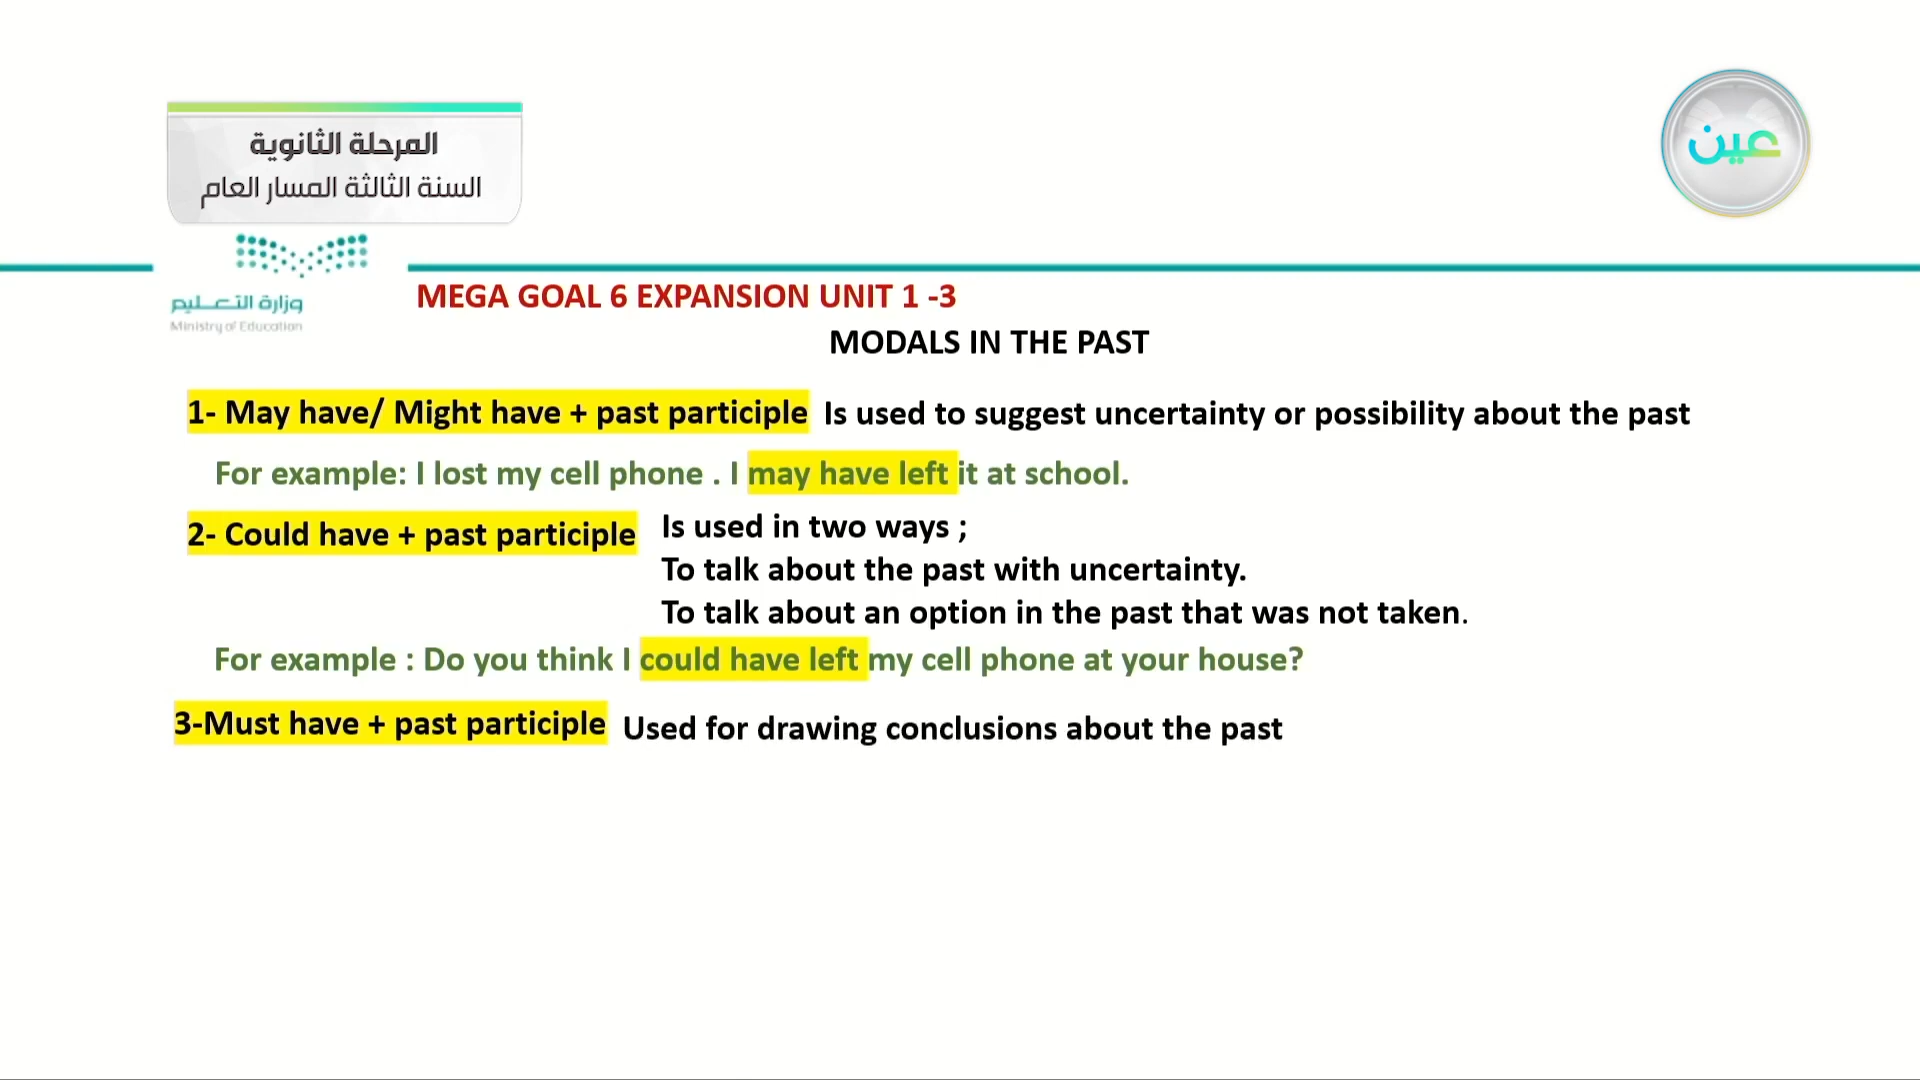 المرحلة الثانوية
السنة الثالثة المسار العام
عين
وزارة التعليم
Ministry of Education
MEGA GOAL 6 EXPANSION UNIT 1 -3
MODALS IN THE PAST
1- May have/ Might have + past participle Is used to suggest uncertainty or possibility about the past
For example: I lost my cell phone . I may have left it at school.
2- Could have + past participle Is used in two ways ;
To talk about the past with uncertainty.
To talk about an option in the past that was not taken.
For example : Do you think I could have left my cell phone at your house?
3-Must have + past participle Used for drawing conclusions about the past